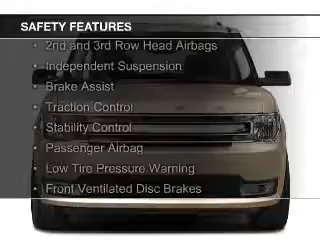 SAFETY FEATURES
• 2nd and 3rd Row Head Airbags
• Independent Suspension
• Brake Assist
• Traction Control
• Stability Control
• Passenger Airbag
• Low Tire Pressure Warning
• Front Ventilated Disc Brakes